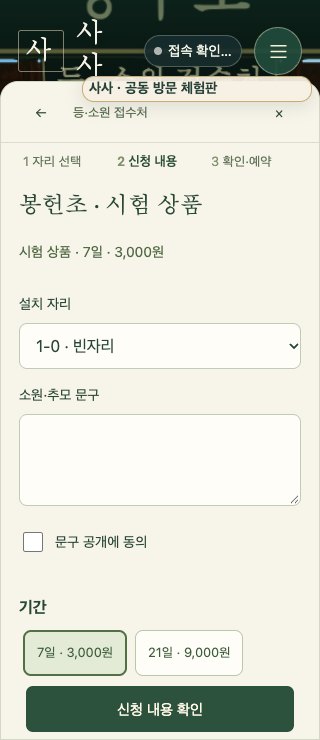 사
사
사
접속 확인…
사사 · 공동 방문 체험판
←
등·소원 접수처
×
1 자리 선택
2 신청 내용
3 확인·예약
봉헌초 · 시험 상품
시험 상품 · 7일 · 3,000원
설치 자리
1-0 · 빈자리
소원·추모 문구
문구 공개에 동의
기간
7일 · 3,000원
21일 · 9,000원
신청 내용 확인